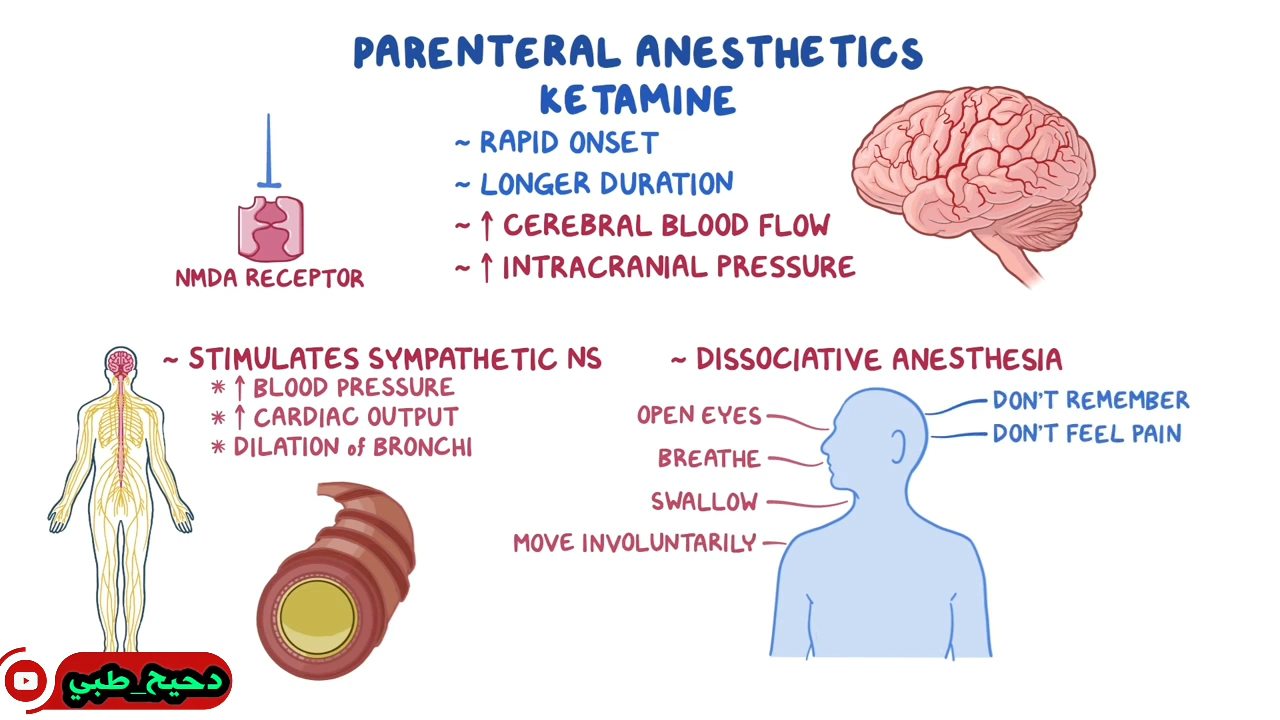 PARENTERAL ANESTHETICS
KETAMINE
~ RAPID ONSET
~ LONGER DURATION
~ ↑ CEREBRAL BLOOD FLOW
~ ↑ INTRACRANIAL PRESSURE
NMDA RECEPTOR
~ STIMULATES SYMPATHETIC NS
* ↑ BLOOD PRESSURE
* ↑ CARDIAC OUTPUT
* DILATION of BRONCHI
~ DISSOCIATIVE ANESTHESIA
OPEN EYES
BREATHE
SWALLOW
MOVE INVOLUNTARILY
DON'T REMEMBER
DON'T FEEL PAIN
دحيح_طبي